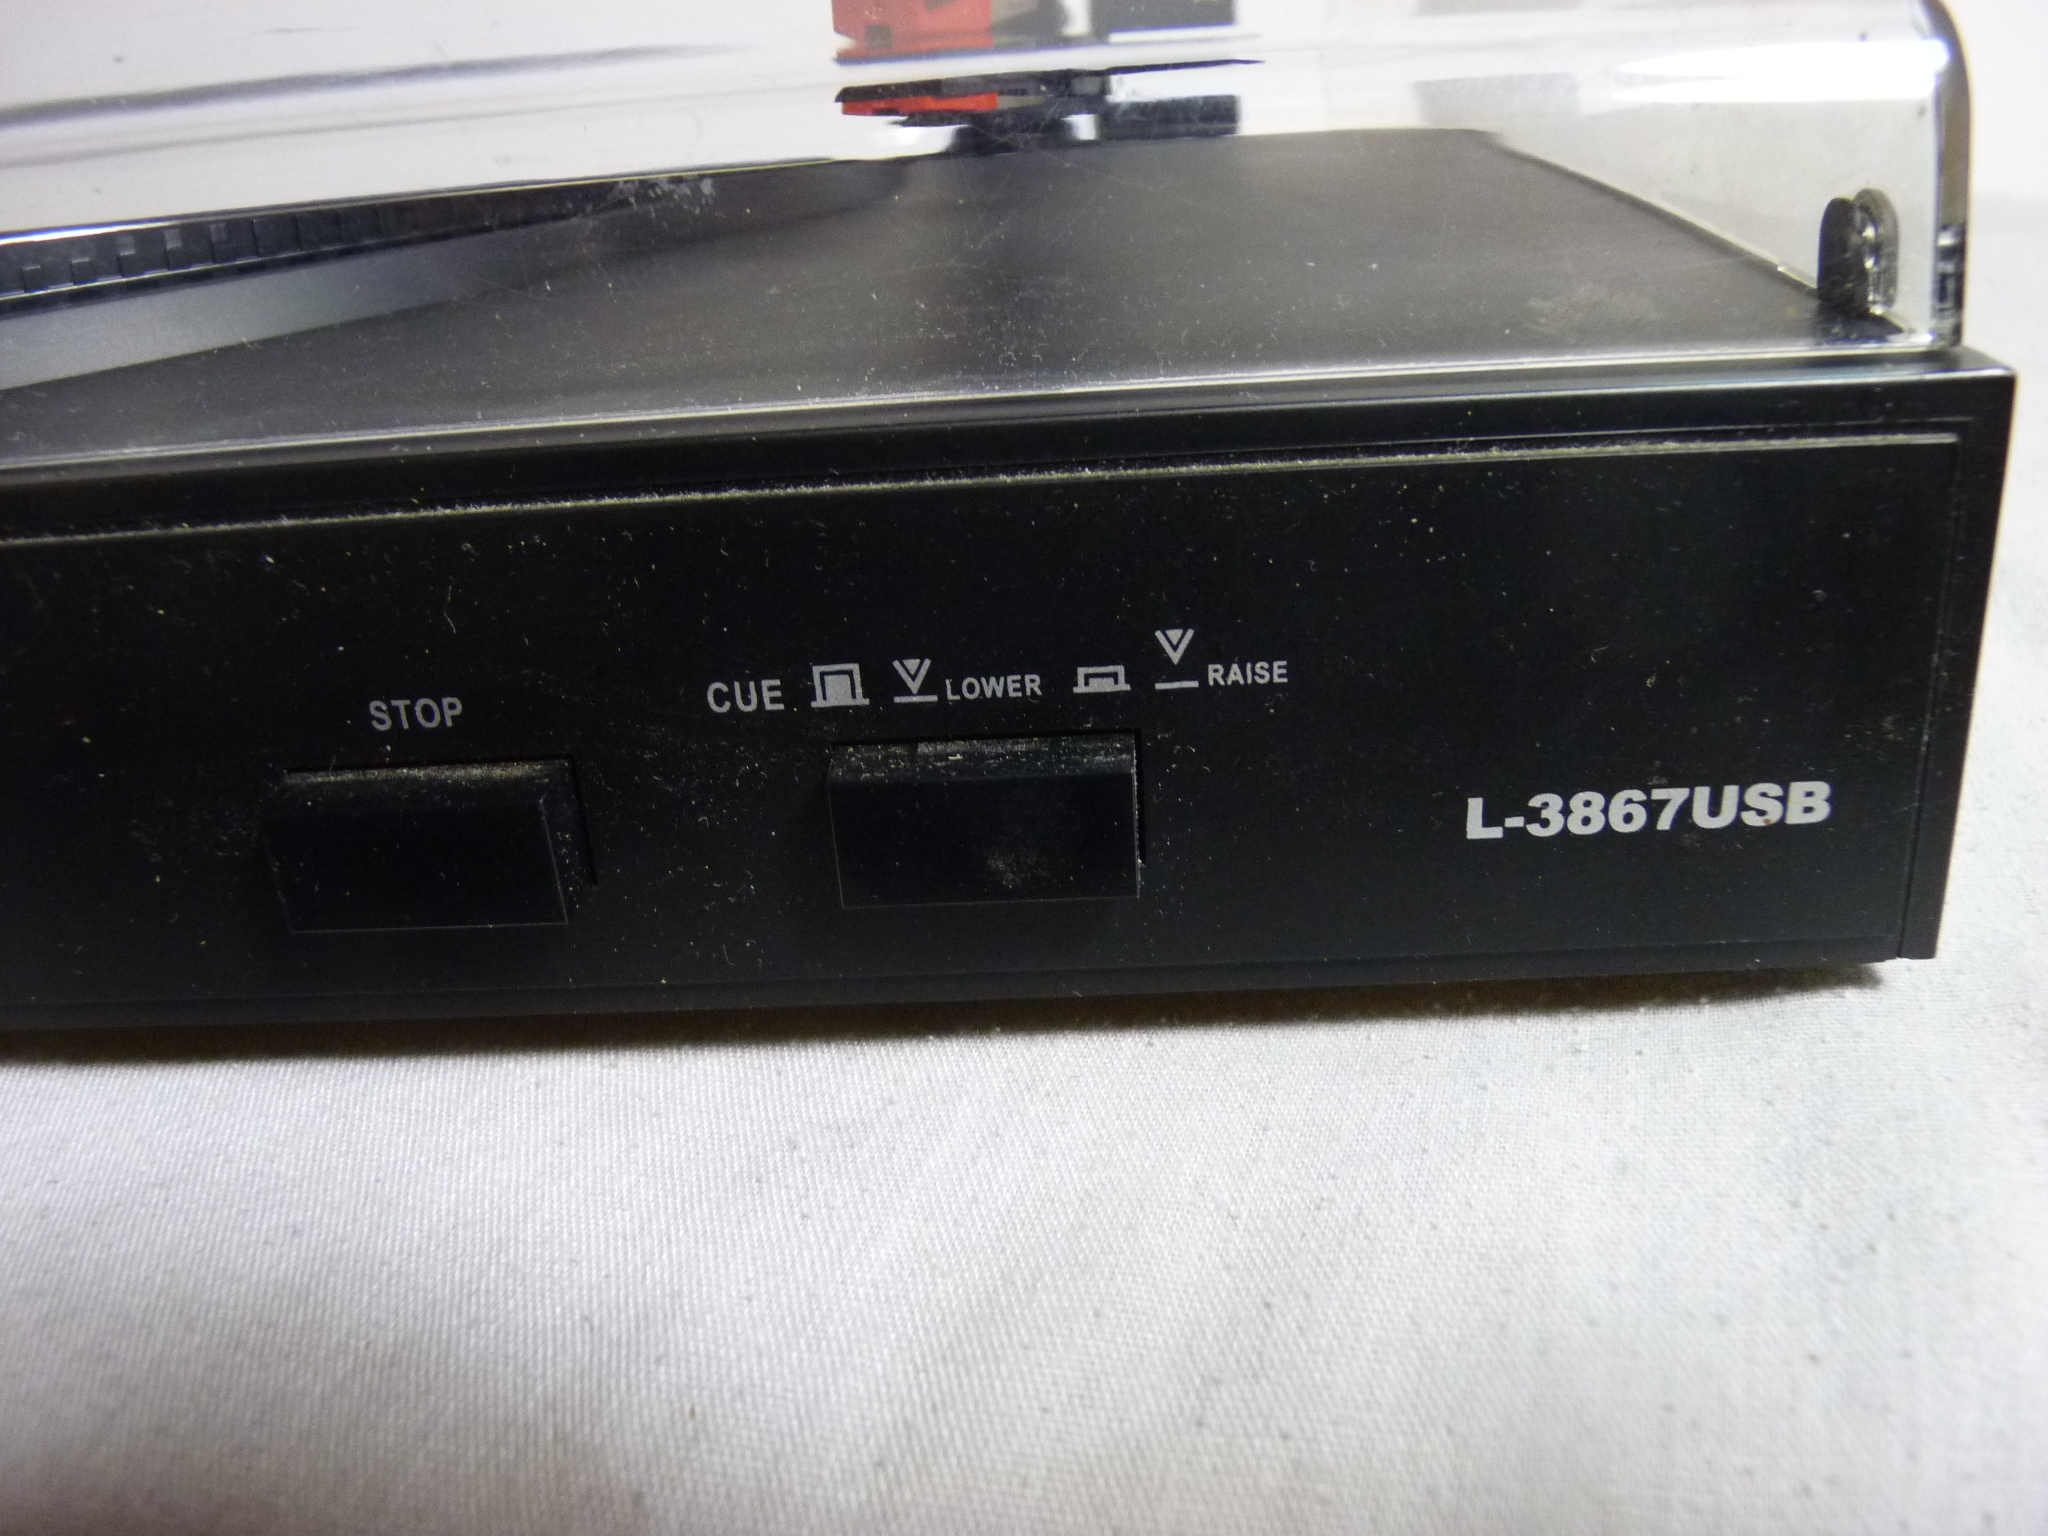 STOP
CUE LOWER RAISE
L-3867USB